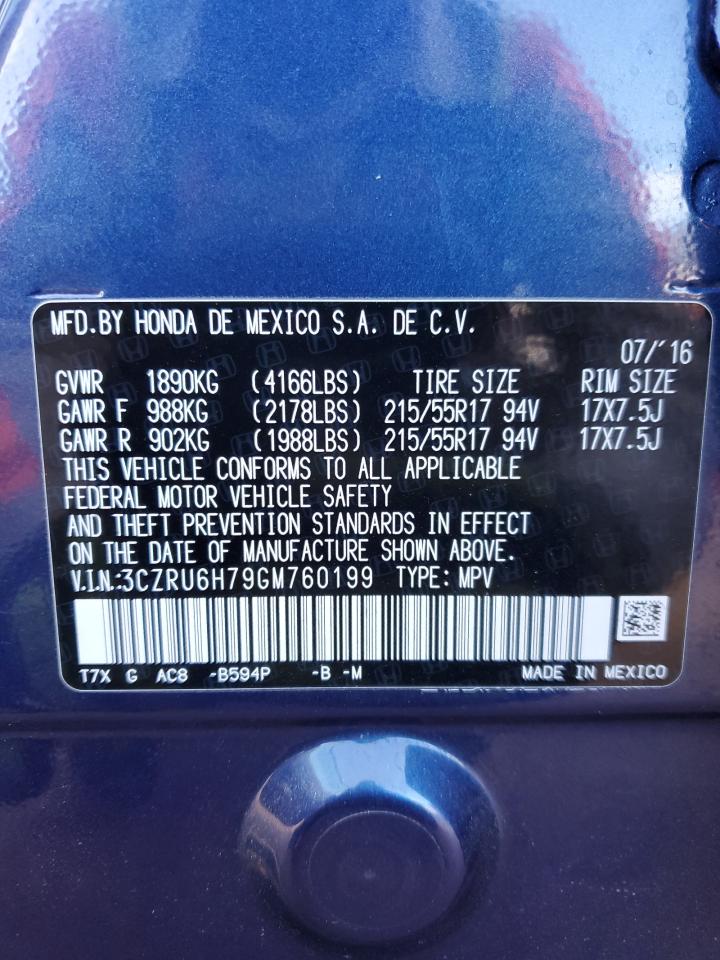 MFD.BY HONDA DE MEXICO S.A. DE C.V.
07/'16
GVWR 1890KG (4166LBS) TIRE SIZE RIM SIZE
GAWR F 988KG (2178LBS) 215/55R17 94V 17X7.5J
GAWR R 902KG (1988LBS) 215/55R17 94V 17X7.5J
THIS VEHICLE CONFORMS TO ALL APPLICABLE
FEDERAL MOTOR VEHICLE SAFETY
AND THEFT PREVENTION STANDARDS IN EFFECT
ON THE DATE OF MANUFACTURE SHOWN ABOVE.
V.I.N.:3CZRU6H79GM760199 TYPE: MPV
T7X G AC8 -B594P -B -M MADE IN MEXICO